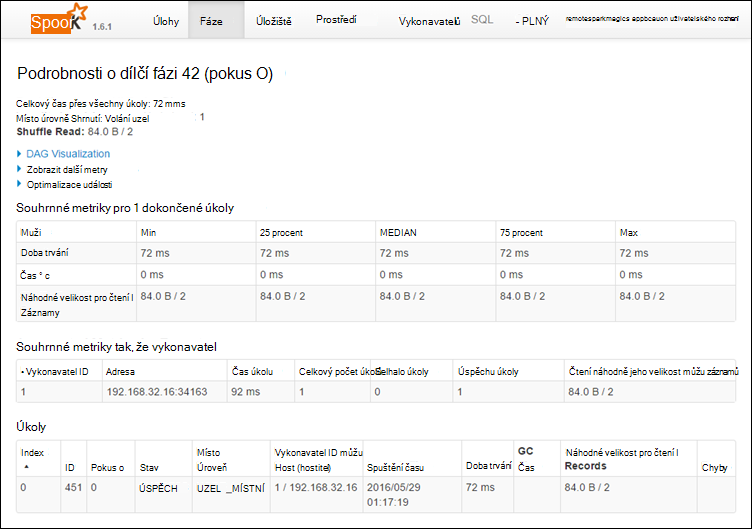 Spook 1.6.1 Úlohy Fáze Úložiště Prostředí Vykonavatelů SQL - PLNÝ remotesparkmagics appbcauon uživatelského rozhraní
Podrobnosti o dílčí fázi 42 (pokus O)
Celkový čas přes všechny úkoly: 72 mms
Místo úrovně Shrnutí: Volání uzel 1
Shuffle Read: 84.0 B / 2
DAG Visualization
Zobrazit další metry
Optimalizace události
Souhrnné metriky pro 1 dokončené úkoly
Muži Min 25 procent MEDIAN 75 procent Max
Doba trvání 72 ms 72 ms 72 ms 72 ms 72 ms
Čas ° c 0 ms 0 ms 0 ms 0 ms 0 ms
Náhodné velikost pro čtení I 84.0 B / 2 84.0 B / 2 84.0 B / 2 84.0 B / 2 84.0 B / 2
Záznamy
Souhrnné metriky tak, že vykonavatel
• Vykonavatel ID Adresa Čas úkolu Celkový počet úkolů Selhalo úkoly Úspěchu úkoly Čtení náhodně jeho velikost můžu záznamů
1 192.168.32.16:34163 92 ms 1 0 1 84.0 B / 2
Úkoly
Index ID Pokus o Stav Místo Úroveň Vykonavatel ID můžu Host (hostitel) Spuštění času Doba trvání GC Čas Náhodné velikost pro čtení I Records Chyby
0 451 0 ÚSPĚCH UZEL _MÍSTNÍ 1 / 192.168.32.16 2016/05/29 72 ms 84.0 B / 2
01:17:19